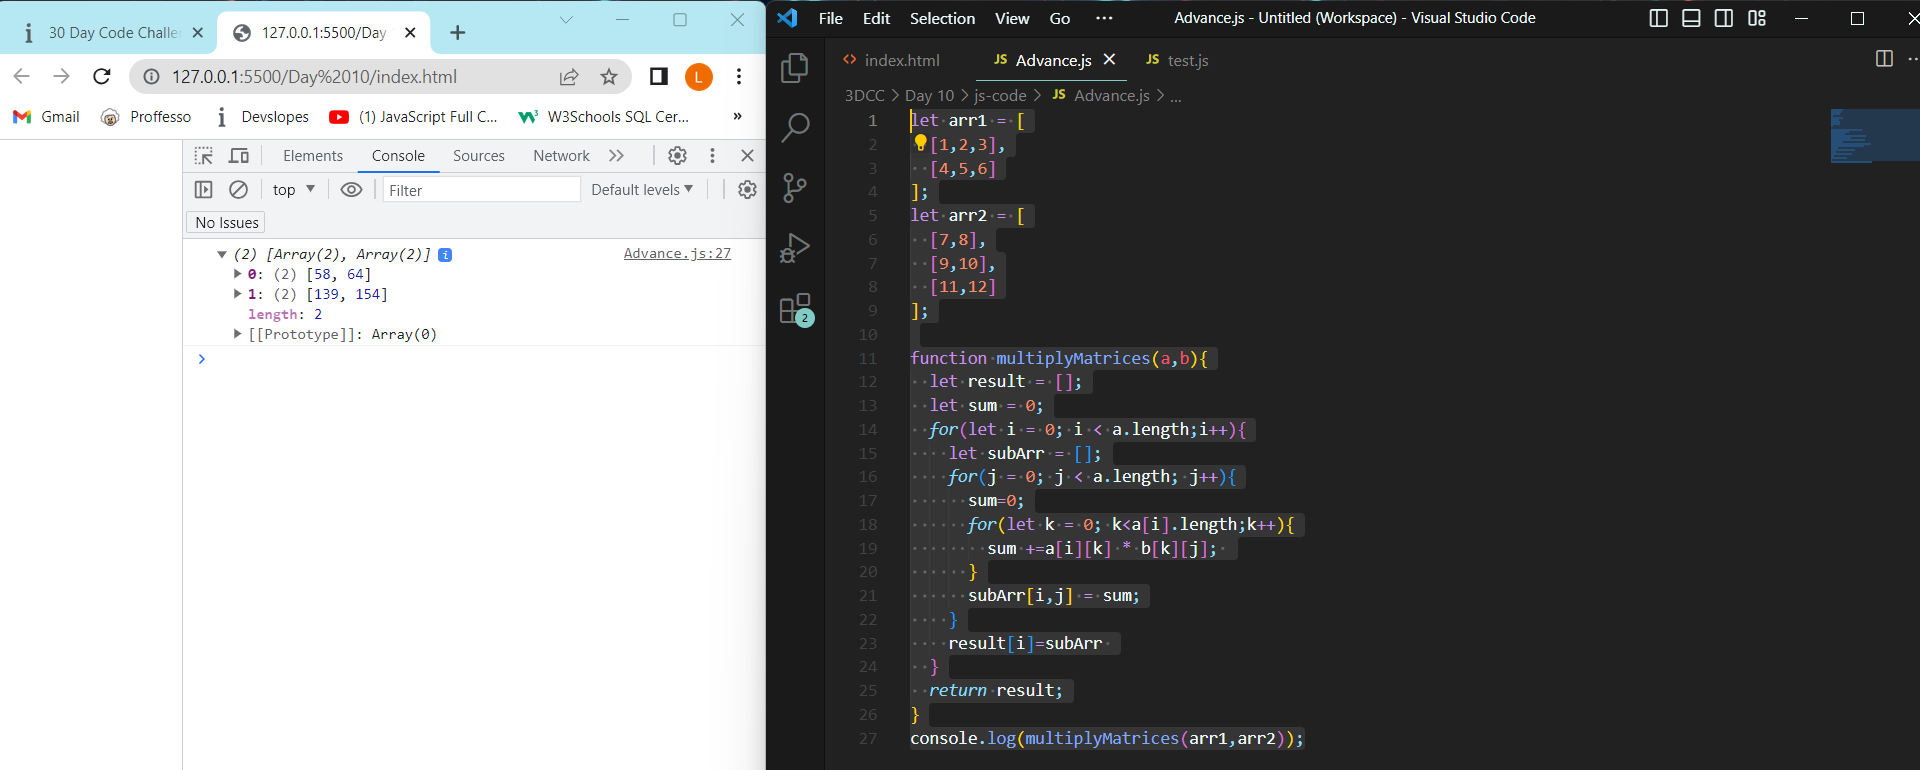 30 Day Code Challe
127.0.0.1:5500/Day
127.0.0.1:5500/Day%2010/index.html
L
Gmail
Proffesso
Devslopes
(1) JavaScript Full C...
W3Schools SQL Cer...
»
Elements
Console
Sources
Network
top
Filter
Default levels
No Issues
(2) [Array(2), Array(2)] i
Advance.js:27
0: (2) [58, 64]
1: (2) [139, 154]
length: 2
[[Prototype]]: Array(0)
File Edit Selection View Go ···
Advance.js - Untitled (Workspace) - Visual Studio Code
index.html
JS Advance.js
JS test.js
3DCC > Day 10 > js-code > JS Advance.js > ...
2
1 let arr1 = [
2 [1,2,3],
3 [4,5,6]
4 ];
5 let arr2 = [
6 [7,8],
7 [9,10],
8 [11,12]
9 ];
10
11 function multiplyMatrices(a,b){
12 let result = [];
13 let sum = 0;
14 for(let i = 0; i < a.length;i++){
15 let subArr = [];
16 for(j = 0; j < a.length; j++){
17 sum=0;
18 for(let k = 0; k<a[i].length;k++){
19 sum +=a[i][k] * b[k][j];
20 }
21 subArr[i,j] = sum;
22 }
23 result[i]=subArr
24 }
25 return result;
26 }
27 console.log(multiplyMatrices(arr1,arr2));